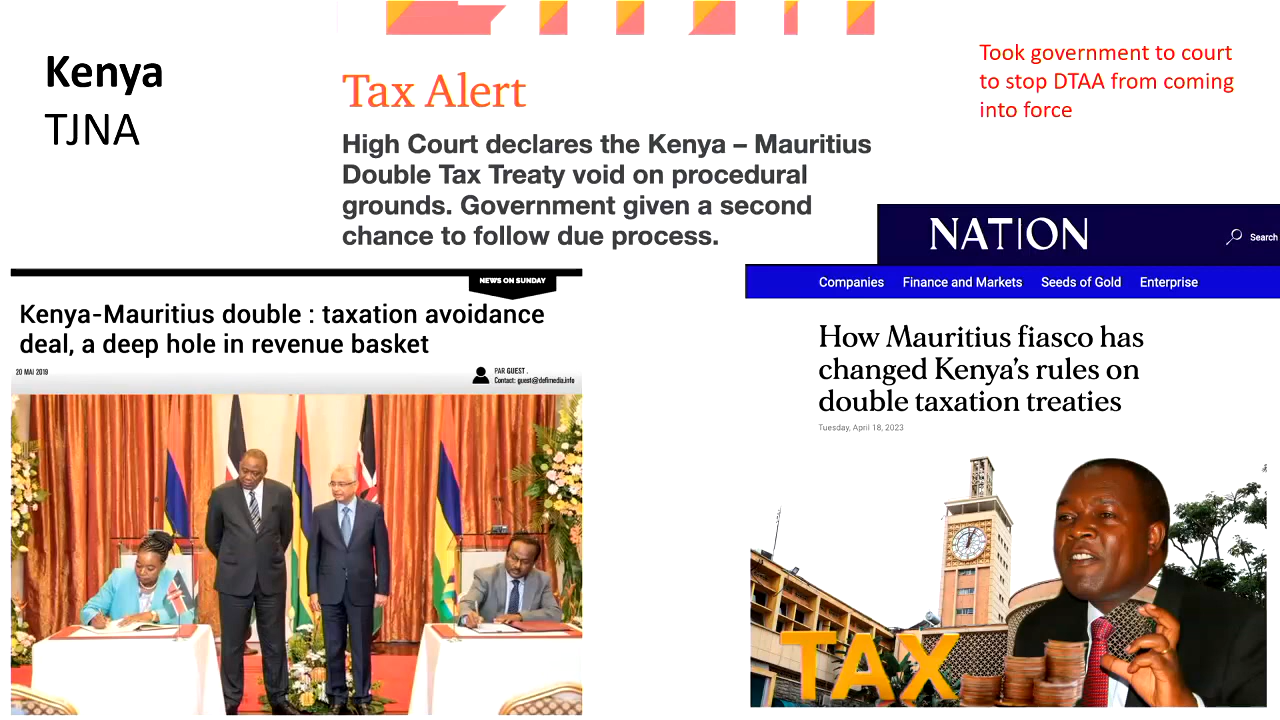 Kenya
TJNA
Tax Alert
High Court declares the Kenya – Mauritius
Double Tax Treaty void on procedural
grounds. Government given a second
chance to follow due process.
Took government to court
to stop DTAA from coming
into force
NEWS ON SUNDAY
Kenya-Mauritius double : taxation avoidance
deal, a deep hole in revenue basket
20 MAI 2019
PAR GUEST .
Contact: guest@defimedia.info
NATION
Search
Companies Finance and Markets Seeds of Gold Enterprise
How Mauritius fiasco has
changed Kenya’s rules on
double taxation treaties
Tuesday, April 18, 2023
TAX